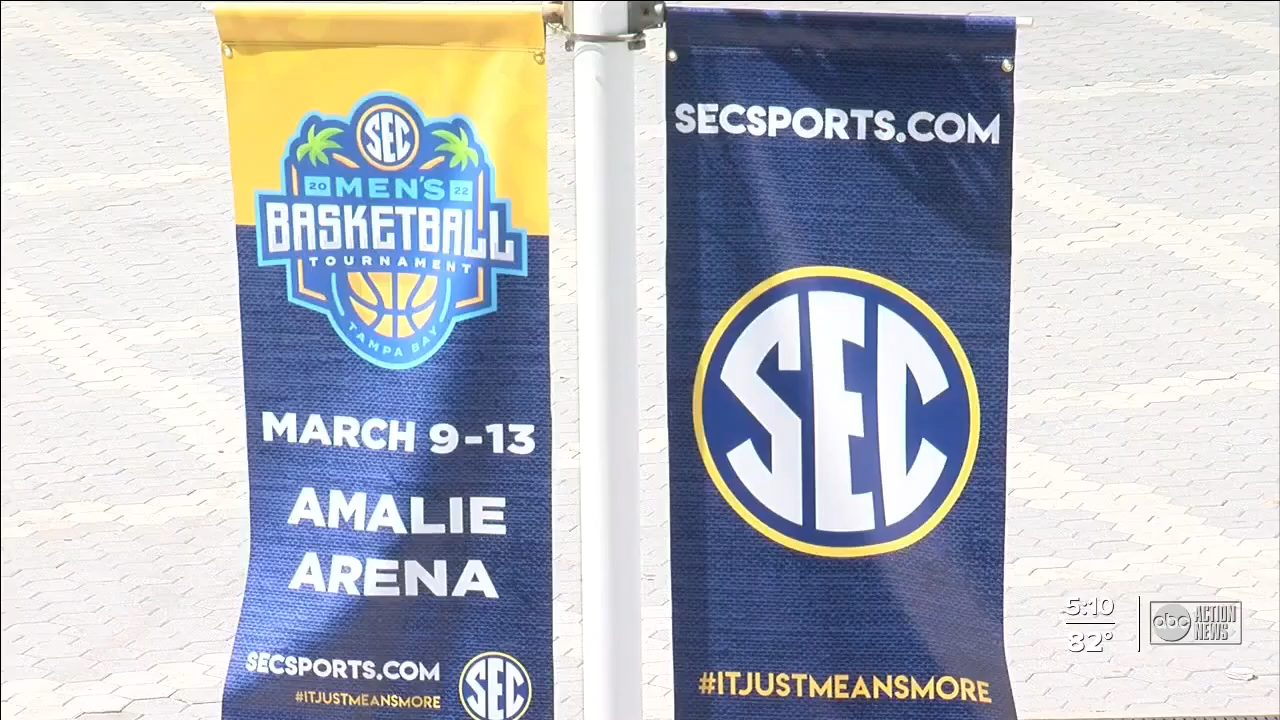 SEC
20 MEN'S 22
BASKETBALL
TOURNAMENT
TAMPA BAY
MARCH 9-13
AMALIE
ARENA
SECSPORTS.COM
#ITJUSTMEANSMORE
SEC
SECSPORTS.COM
SEC
#ITJUSTMEANSMORE
5:10
82°
abc ACTION
NEWS